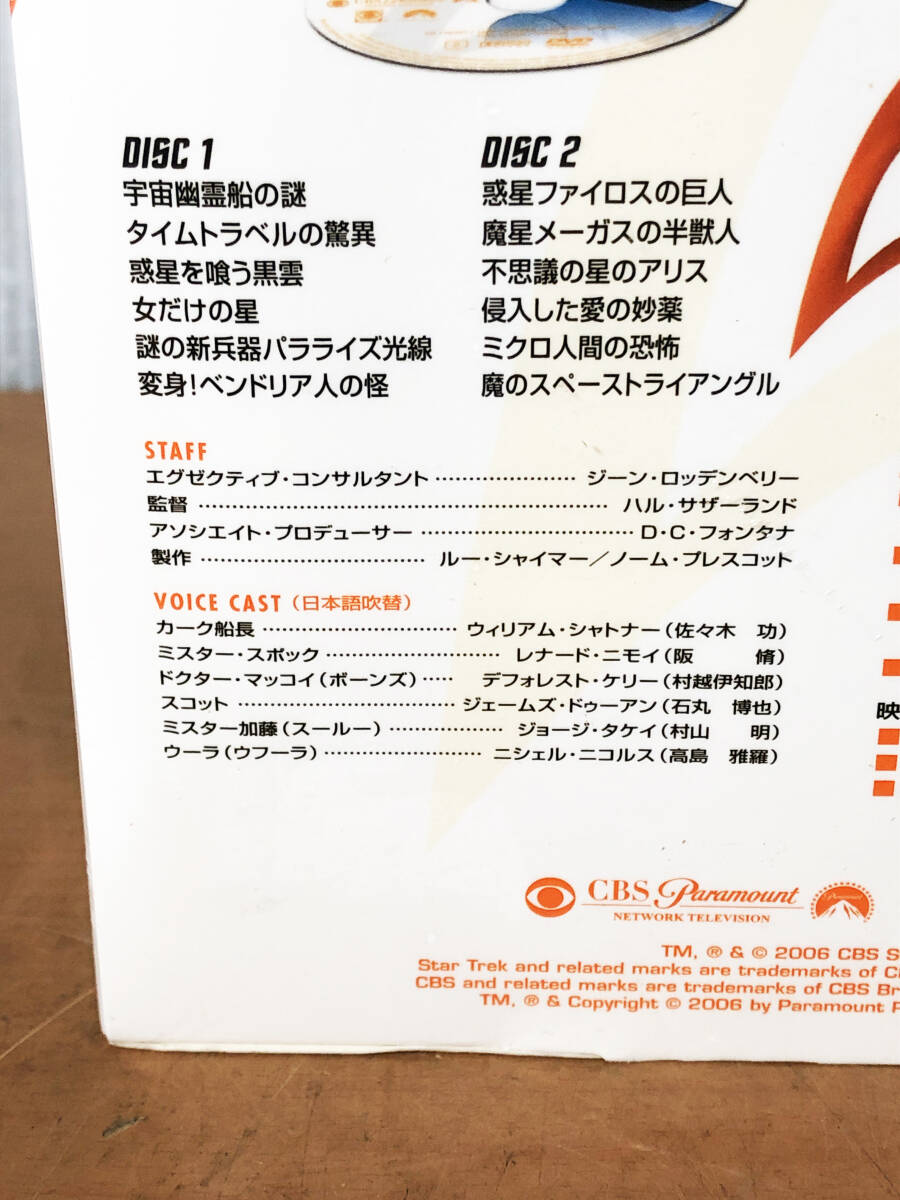 DISC 1
宇宙幽霊船の謎
タイムトラベルの驚異
惑星を喰う黒雲
女だけの星
謎の新兵器パラライズ光線
変身!ベンドリア人の怪
DISC 2
惑星ファイロスの巨人
魔星メーガスの半獣人
不思議の星のアリス
侵入した愛の妙薬
ミクロ人間の恐怖
魔のスペーストライアングル
STAFF
エグゼクティブ・コンサルタント ························ ジーン・ロッデンベリー
監督 ································································ ハル・サザーランド
アソシエイト・プロデューサー ································ D・C・フォンタナ
製作 ································ ルー・シャイマー/ノーム・プレスコット
VOICE CAST (日本語吹替)
カーク船長 ······························ ウィリアム・シャトナー(佐々木 功)
ミスター・スポック ························ レナード・ニモイ(阪 脩)
ドクター・マッコイ(ボーンズ) ····· デフォレスト・ケリー(村越伊知郎)
スコット ······························ ジェームズ・ドゥーアン(石丸 博也)
ミスター加藤(スールー) ················ ジョージ・タケイ(村山 明)
ウーラ(ウフーラ) ························ ニシェル・ニコルス(高島 雅羅)
映
CBS Paramount
NETWORK TELEVISION
Paramount
TM, ® & © 2006 CBS S
Star Trek and related marks are trademarks of C
CBS and related marks are trademarks of CBS Br
TM, ® & Copyright © 2006 by Paramount P